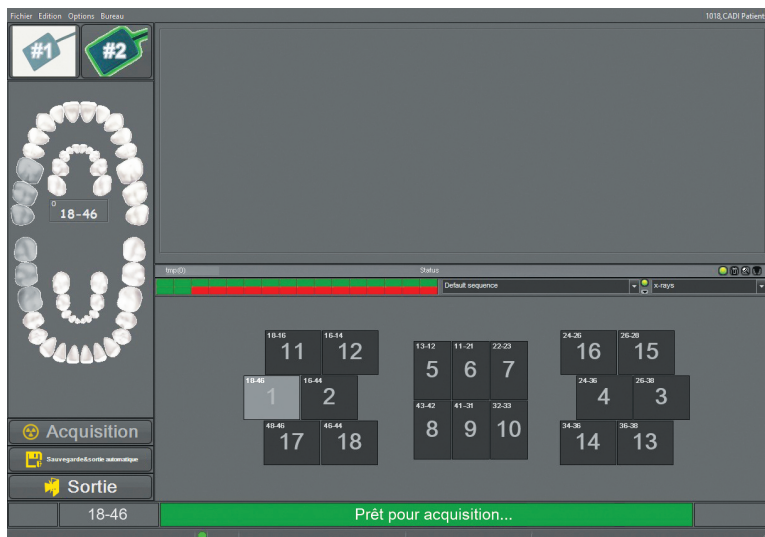 Fichier Edition Options Bureau
1018,CADI Patient
#1 #2
0
18-46
tmp(0) Status
Default sequence x-rays
18-16 16-14
11 12
13-12 11-21 22-23
5 6 7
24-26 26-28
16 15
18-46 16-44
1 2
24-36 26-38
4 3
43-42 41-31 32-33
8 9 10
48-46 46-44
17 18
34-36 36-38
14 13
Acquisition
Sauvegarde&sortie automatique
Sortie
18-46 Prêt pour acquisition...